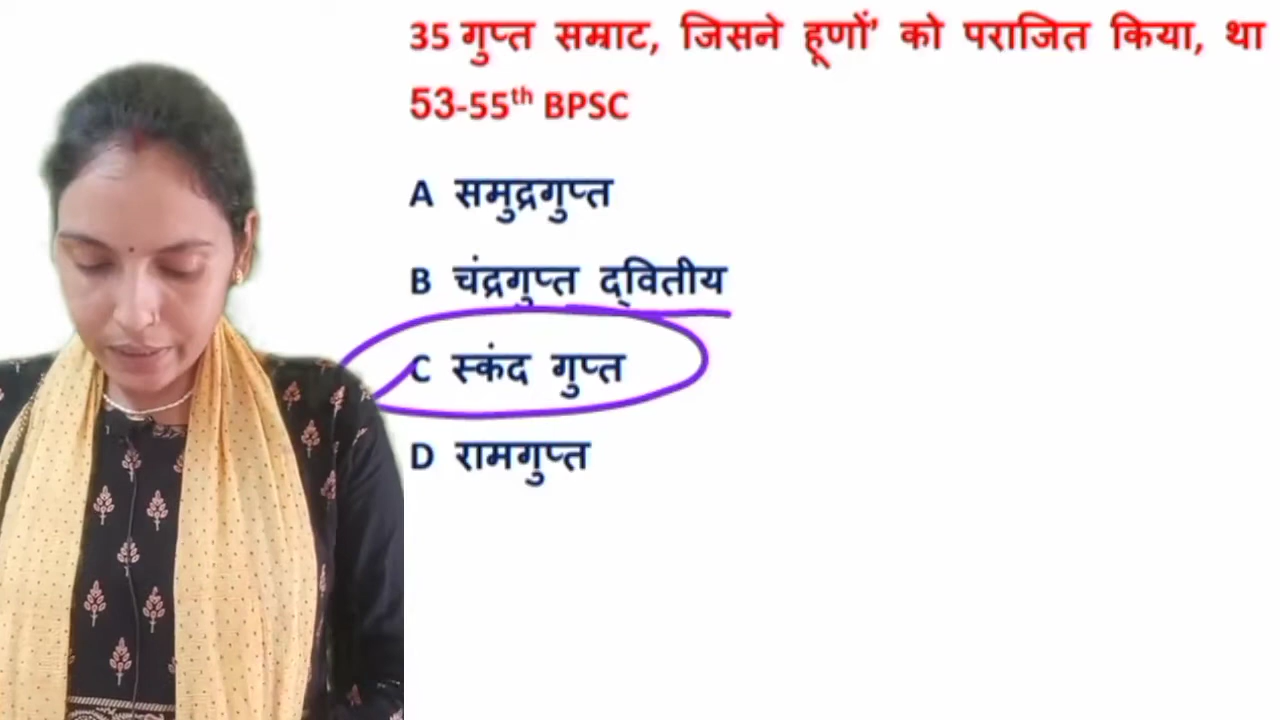 35 गुप्त सम्राट, जिसने हूणों' को पराजित किया, था
53-55th BPSC
A समुद्रगुप्त
B चंद्रगुप्त द्वितीय
C स्कंद गुप्त
D रामगुप्त